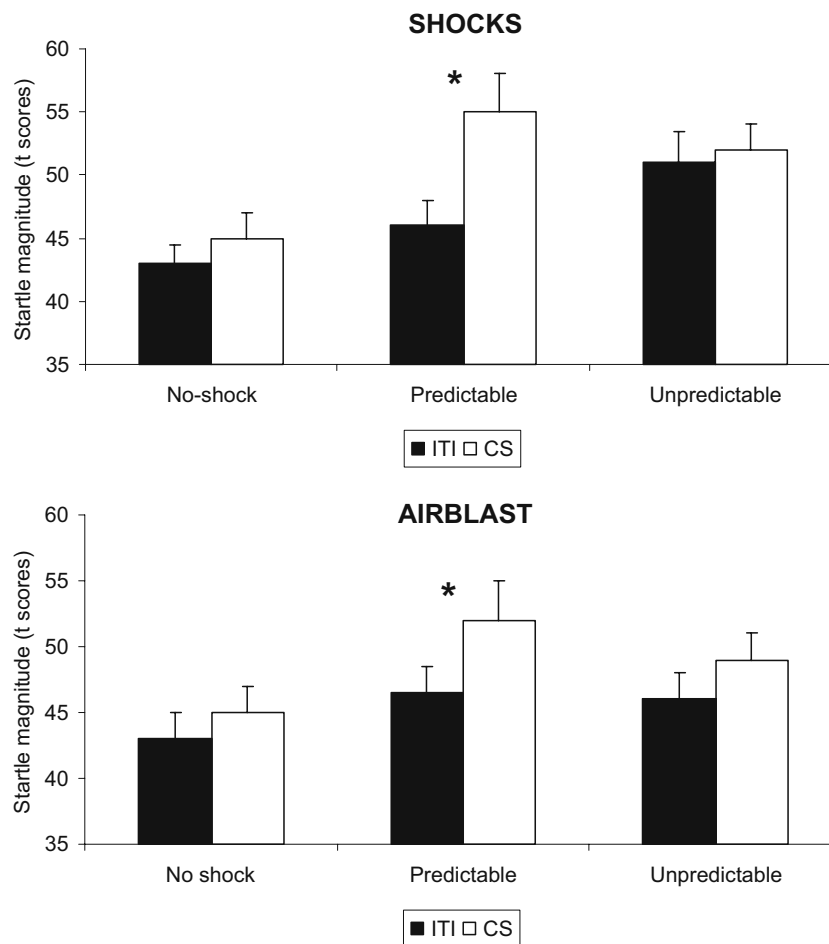 SHOCKS
Startle magnitude (t scores)
60
55
50
45
40
35
*
No-shock Predictable Unpredictable
ITI CS
AIRBLAST
Startle magnitude (t scores)
60
55
50
45
40
35
*
No shock Predictable Unpredictable
ITI CS